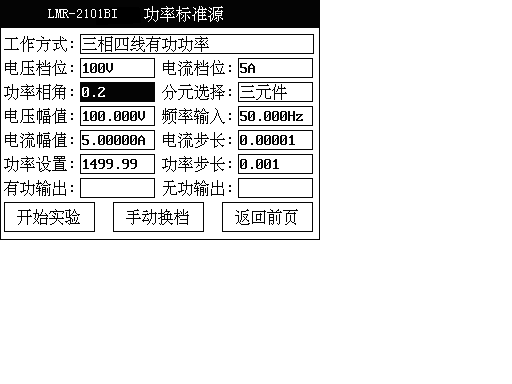 LMR-2101BI 功率标准源
工作方式: 三相四线有功功率
电压档位: 100V 电流档位: 5A
功率相角: 0.2 分元选择: 三元件
电压幅值: 100.000V 频率输入: 50.000Hz
电流幅值: 5.00000A 电流步长: 0.00001
功率设置: 1499.99 功率步长: 0.001
有功输出: 无功输出:
开始实验 手动换档 返回前页